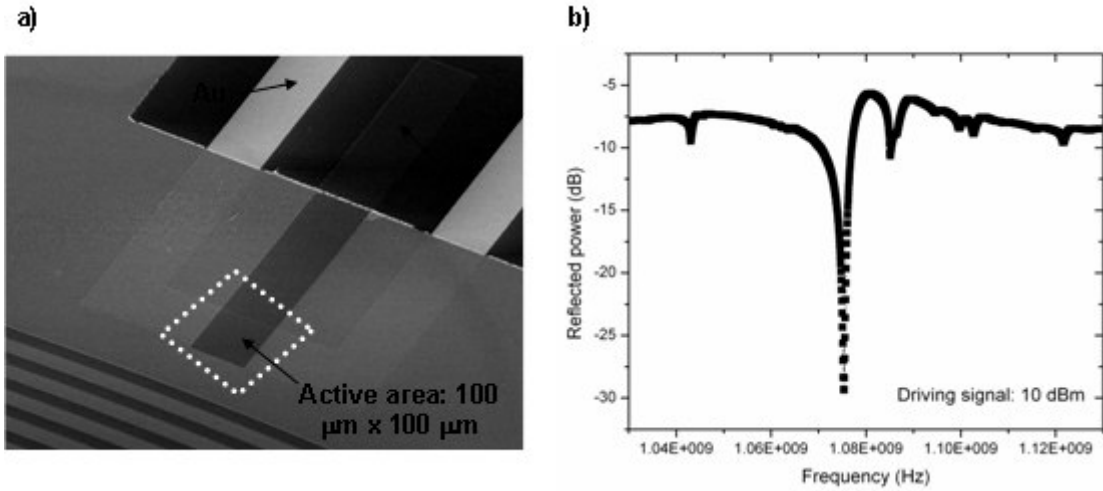 a)
b)
Au
Active area: 100
µm x 100 µm
Reflected power (dB)
-5
-10
-15
-20
-25
-30
Driving signal: 10 dBm
1.04E+009
1.06E+009
1.08E+009
1.10E+009
1.12E+009
Frequency (Hz)